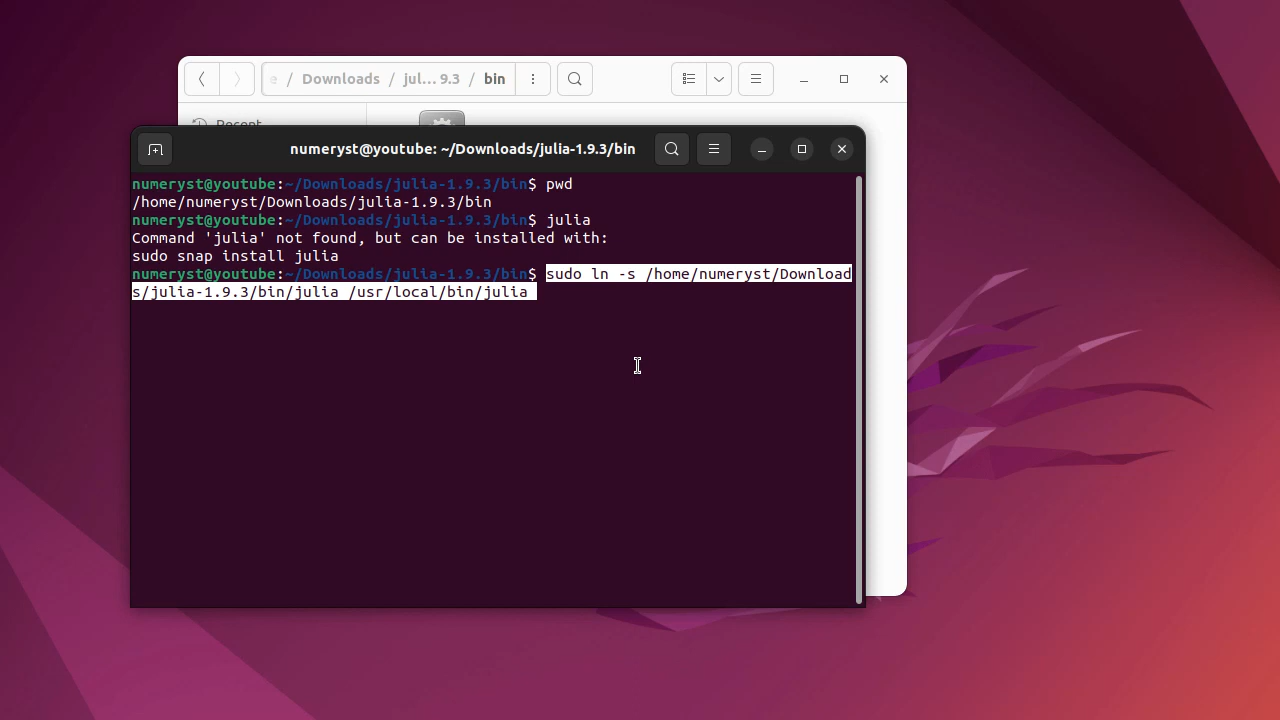 e / Downloads / jul… 9.3 / bin
Recent
numeryst@youtube: ~/Downloads/julia-1.9.3/bin
numeryst@youtube:~/Downloads/julia-1.9.3/bin$ pwd
/home/numeryst/Downloads/julia-1.9.3/bin
numeryst@youtube:~/Downloads/julia-1.9.3/bin$ julia
Command 'julia' not found, but can be installed with:
sudo snap install julia
numeryst@youtube:~/Downloads/julia-1.9.3/bin$ sudo ln -s /home/numeryst/Download
s/julia-1.9.3/bin/julia /usr/local/bin/julia